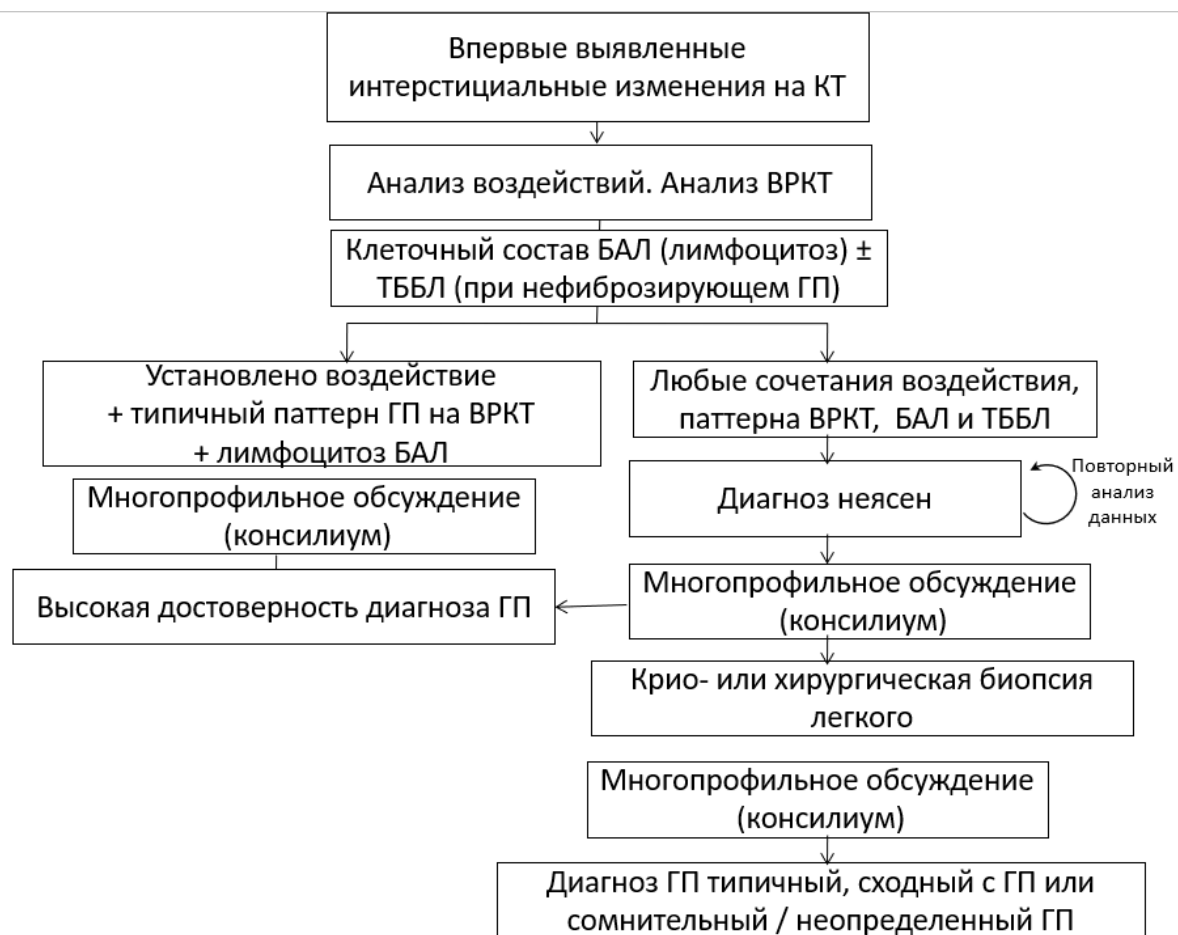 Впервые выявленные
интерстициальные изменения на КТ
Анализ воздействий. Анализ ВРКТ
Клеточный состав БАЛ (лимфоцитоз) ±
ТББЛ (при нефиброзирующем ГП)
Установлено воздействие
+ типичный паттерн ГП на ВРКТ
+ лимфоцитоз БАЛ
Любые сочетания воздействия,
паттерна ВРКТ, БАЛ и ТББЛ
Многопрофильное обсуждение
(консилиум)
Диагноз неясен
Повторный
анализ
данных
Высокая достоверность диагноза ГП
Многопрофильное обсуждение
(консилиум)
Крио- или хирургическая биопсия
легкого
Многопрофильное обсуждение
(консилиум)
Диагноз ГП типичный, сходный с ГП или
сомнительный / неопределенный ГП